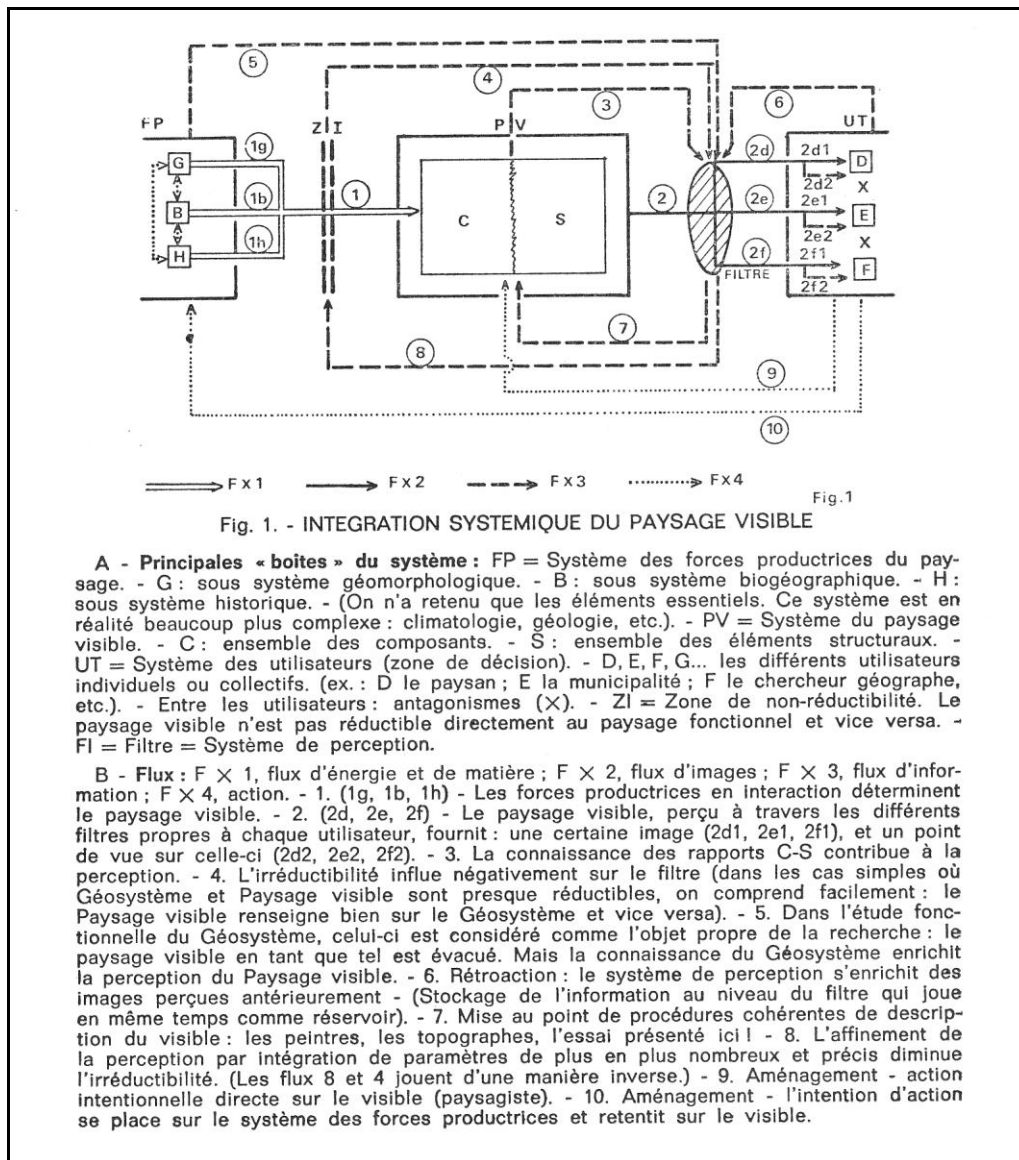 5
4
3
6
FP
Z I
P V
UT
1g
G
2d
2d1
D
2d2
X
1b
1
B
C
S
2
2e
2e1
E
2e2
X
1h
H
2f
2f1
F
FILTRE
2f2
7
8
9
10
F x 1
F x 2
F x 3
F x 4
Fig.1
Fig. 1. - INTEGRATION SYSTEMIQUE DU PAYSAGE VISIBLE
A - Principales « boîtes » du système : FP = Système des forces productrices du pay-
sage. - G : sous système géomorphologique. - B : sous système biogéographique. - H :
sous système historique. - (On n'a retenu que les éléments essentiels. Ce système est en
réalité beaucoup plus complexe : climatologie, géologie, etc.). - PV = Système du paysage
visible. - C : ensemble des composants. - S : ensemble des éléments structuraux. -
UT = Système des utilisateurs (zone de décision). - D, E, F, G... les différents utilisateurs
individuels ou collectifs. (ex. : D le paysan ; E la municipalité ; F le chercheur géographe,
etc.). - Entre les utilisateurs : antagonismes (X). - ZI = Zone de non-réductibilité. Le
paysage visible n'est pas réductible directement au paysage fonctionnel et vice versa. -
FI = Filtre = Système de perception.
B - Flux : F X 1, flux d'énergie et de matière ; F X 2, flux d'images ; F X 3, flux d'infor-
mation ; F X 4, action. - 1. (1g, 1b, 1h) - Les forces productrices en interaction déterminent
le paysage visible. - 2. (2d, 2e, 2f) - Le paysage visible, perçu à travers les différents
filtres propres à chaque utilisateur, fournit : une certaine image (2d1, 2e1, 2f1), et un point
de vue sur celle-ci (2d2, 2e2, 2f2). - 3. La connaissance des rapports C-S contribue à la
perception. - 4. L'irréductibilité influe négativement sur le filtre (dans les cas simples où
Géosystème et Paysage visible sont presque réductibles, on comprend facilement : le
Paysage visible renseigne bien sur le Géosystème et vice versa). - 5. Dans l'étude fonc-
tionnelle du Géosystème, celui-ci est considéré comme l'objet propre de la recherche : le
paysage visible en tant que tel est évacué. Mais la connaissance du Géosystème enrichit
la perception du Paysage visible. - 6. Rétroaction : le système de perception s'enrichit des
images perçues antérieurement - (Stockage de l'information au niveau du filtre qui joue
en même temps comme réservoir). - 7. Mise au point de procédures cohérentes de descrip-
tion du visible : les peintres, les topographes, l'essai présenté ici ! - 8. L'affinement de
la perception par intégration de paramètres de plus en plus nombreux et précis diminue
l'irréductibilité. (Les flux 8 et 4 jouent d'une manière inverse.) - 9. Aménagement - action
intentionnelle directe sur le visible (paysagiste). - 10. Aménagement - l'intention d'action
se place sur le système des forces productrices et retentit sur le visible.